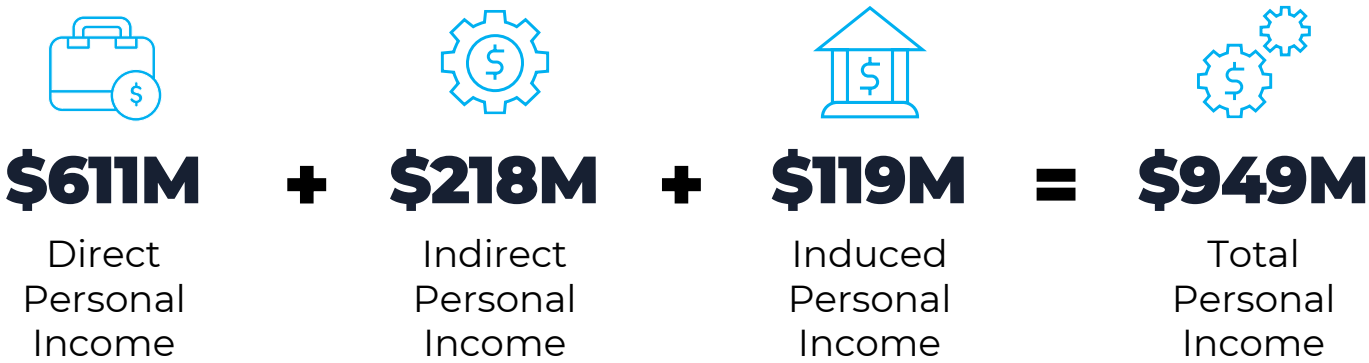 $ $ $ $
$611M + $218M + $119M = $949M
Direct Personal Income
Indirect Personal Income
Induced Personal Income
Total Personal Income